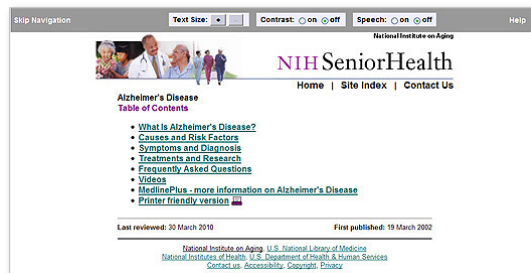 Skip Navigation Text Size: + - Contrast: on off Speech: on off Help
National Institute on Aging
NIH SeniorHealth
Home | Site Index | Contact Us
Alzheimer's Disease
Table of Contents
What Is Alzheimer's Disease?
Causes and Risk Factors
Symptoms and Diagnosis
Treatments and Research
Frequently Asked Questions
Videos
MedlinePlus - more information on Alzheimer's Disease
Printer friendly version
Last reviewed: 30 March 2010 First published: 19 March 2002
National Institute on Aging, U.S. National Library of Medicine
National Institutes of Health, U.S. Department of Health & Human Services
Contact us, Accessibility, Copyright, Privacy